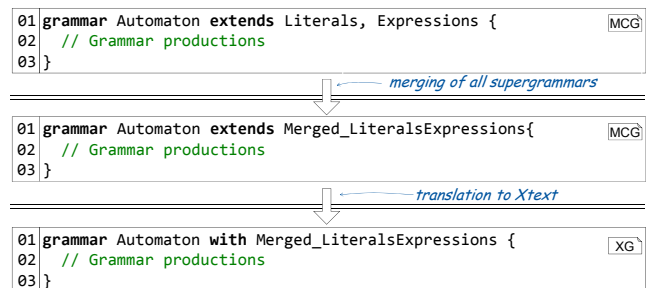 01 grammar Automaton extends Literals, Expressions { MCG
02 // Grammar productions
03 }
merging of all supergrammars
01 grammar Automaton extends Merged_LiteralsExpressions{ MCG
02 // Grammar productions
03 }
translation to Xtext
01 grammar Automaton with Merged_LiteralsExpressions { XG
02 // Grammar productions
03 }